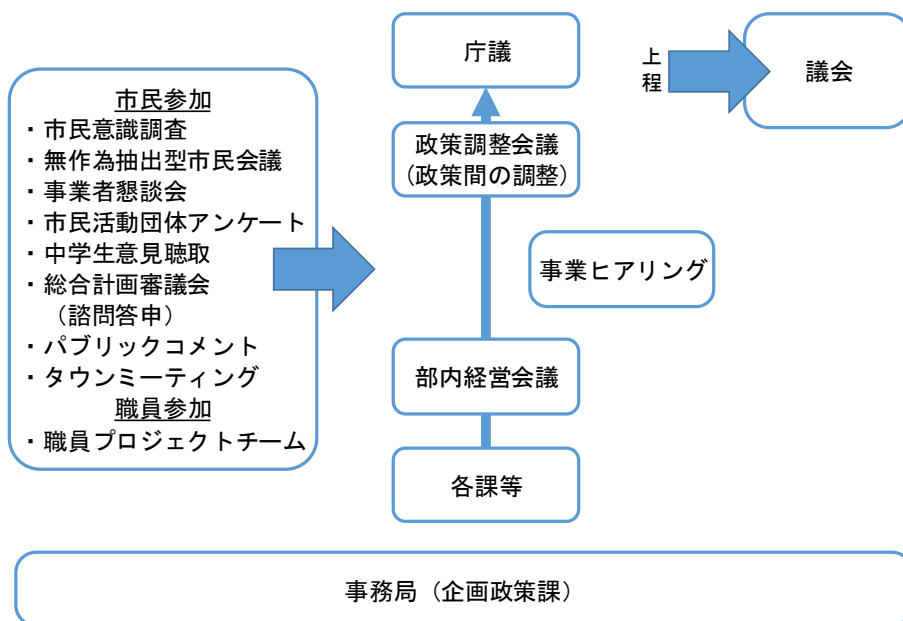 市民参加
・市民意識調査
・無作為抽出型市民会議
・事業者懇談会
・市民活動団体アンケート
・中学生意見聴取
・総合計画審議会
（諮問答申）
・パブリックコメント
・タウンミーティング
職員参加
・職員プロジェクトチーム
庁議
政策調整会議
（政策間の調整）
事業ヒアリング
部内経営会議
各課等
上程
議会
事務局（企画政策課）